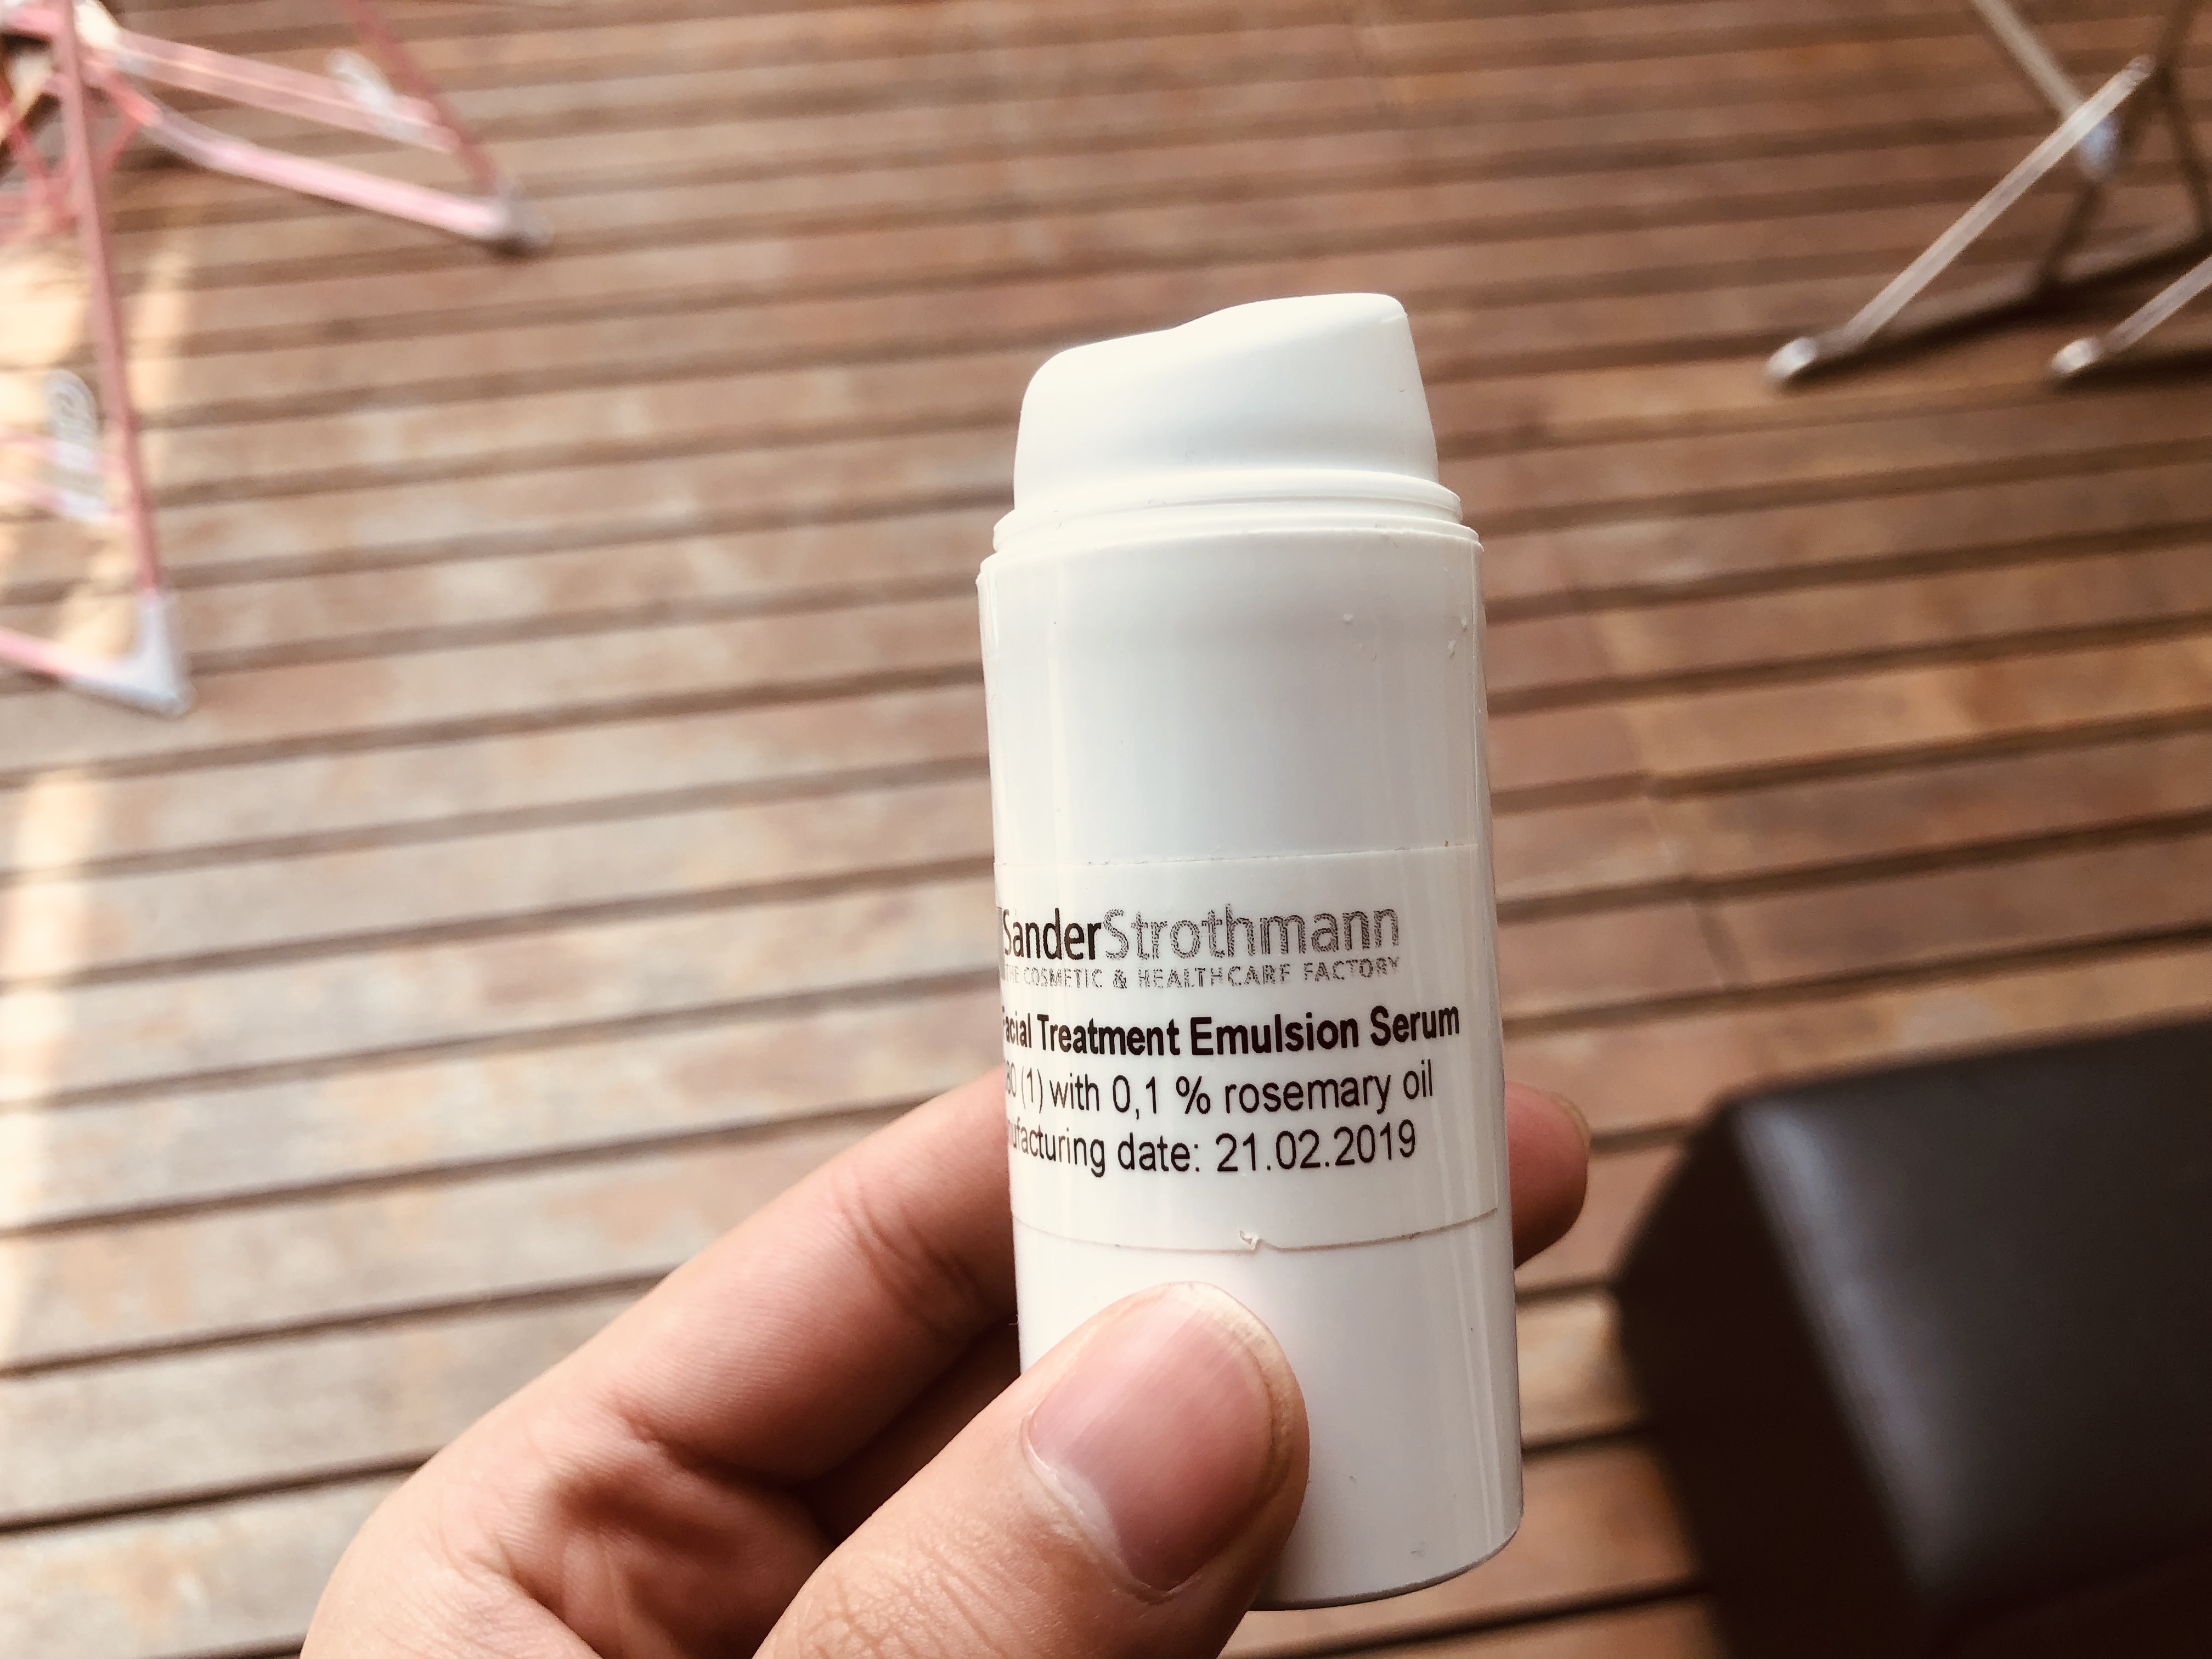 SanderStrothmann
THE COSMETIC & HEALTHCARE FACTORY
Facial Treatment Emulsion Serum
(1) with 0,1 % rosemary oil
date: 21.02.2019